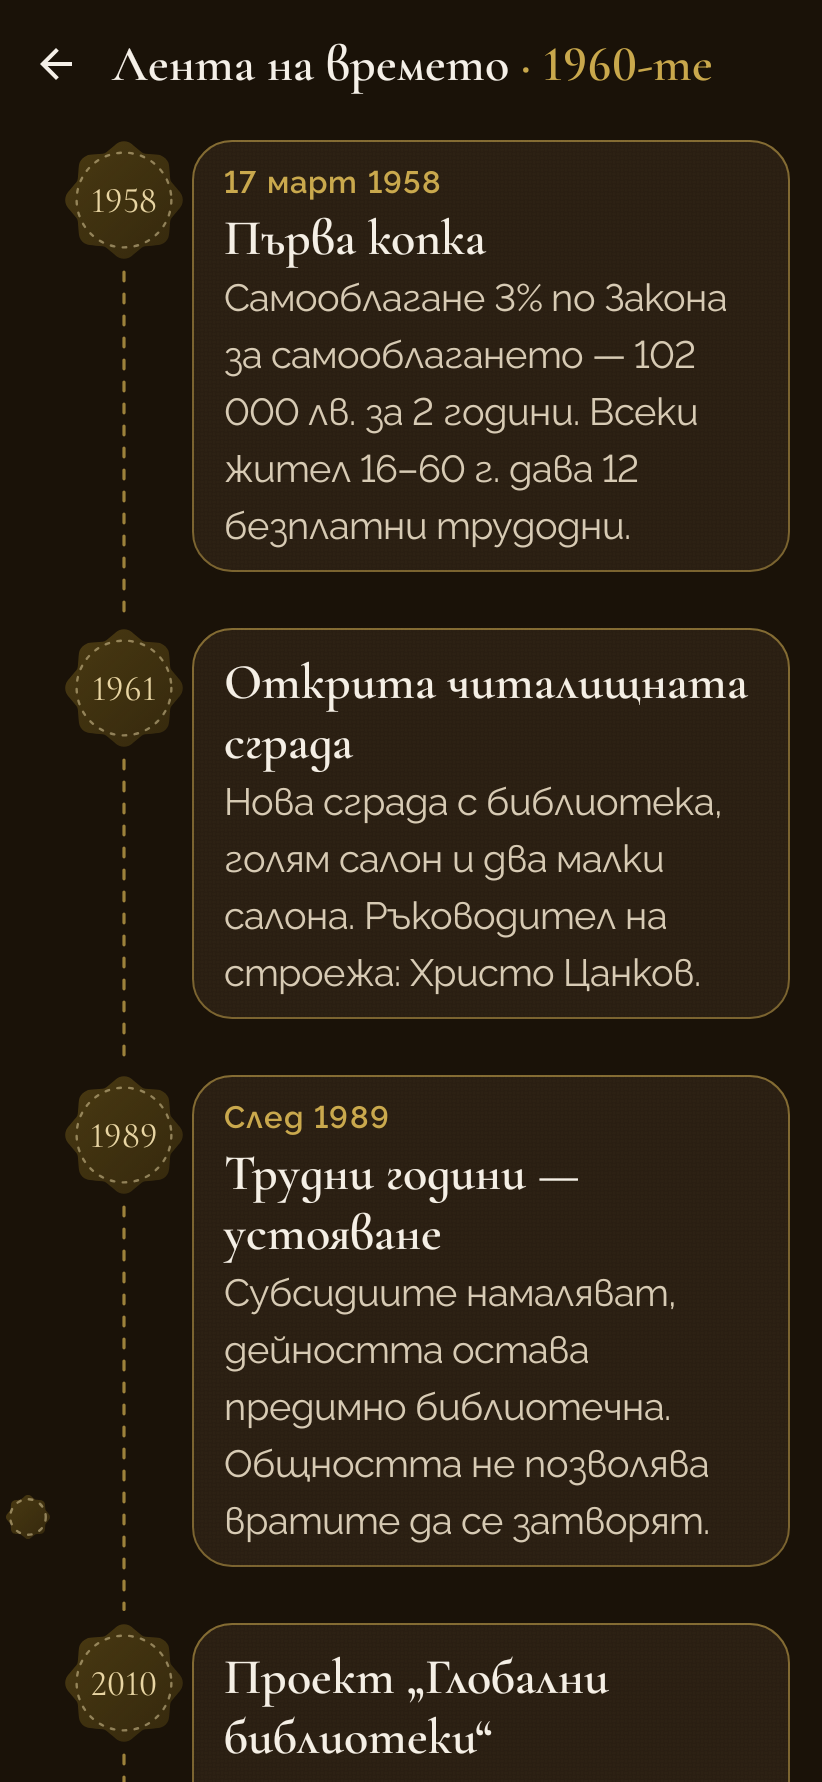 Лента на времето · 1960-те
1958
17 март 1958
Първа копка
Самооблагане 3% по Закона
за самооблагането — 102
000 лв. за 2 години. Всеки
жител 16–60 г. дава 12
безплатни трудодни.
1961
Открита читалищната
сграда
Нова сграда с библиотека,
голям салон и два малки
салона. Ръководител на
строежа: Христо Цанков.
1989
След 1989
Трудни години —
устояване
Субсидиите намаляват,
дейността остава
предимно библиотечна.
Общността не позволява
вратите да се затворят.
2010
Проект „Глобални
библиотеки“